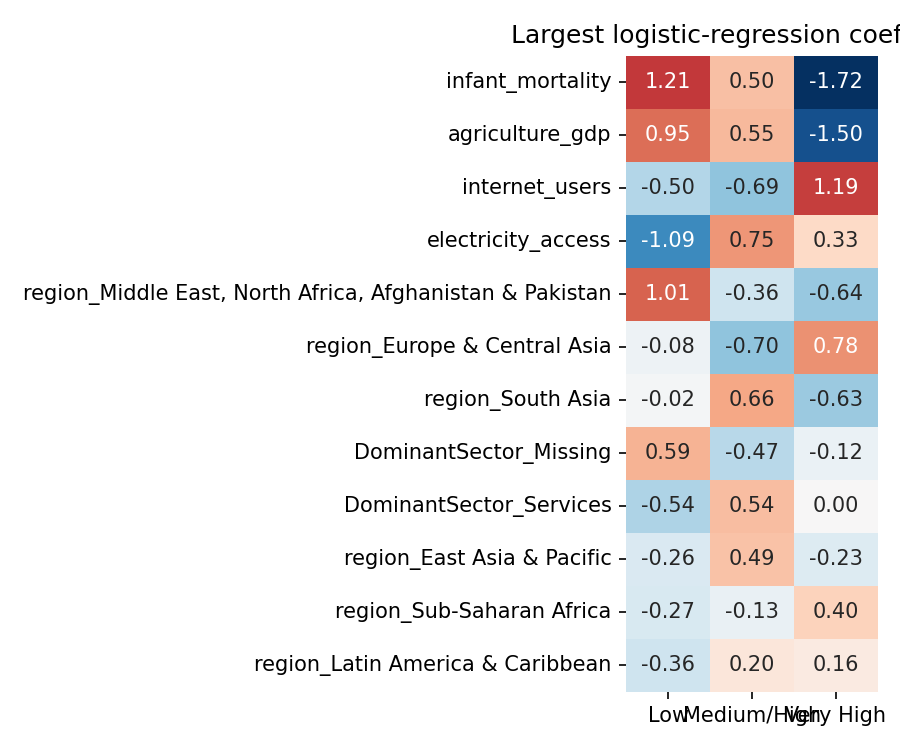 Largest logistic-regression coef
infant_mortality 1.21 0.50 -1.72
agriculture_gdp 0.95 0.55 -1.50
internet_users -0.50 -0.69 1.19
electricity_access -1.09 0.75 0.33
region_Middle East, North Africa, Afghanistan & Pakistan 1.01 -0.36 -0.64
region_Europe & Central Asia -0.08 -0.70 0.78
region_South Asia -0.02 0.66 -0.63
DominantSector_Missing 0.59 -0.47 -0.12
DominantSector_Services -0.54 0.54 0.00
region_East Asia & Pacific -0.26 0.49 -0.23
region_Sub-Saharan Africa -0.27 -0.13 0.40
region_Latin America & Caribbean -0.36 0.20 0.16
Low Medium/High Very High